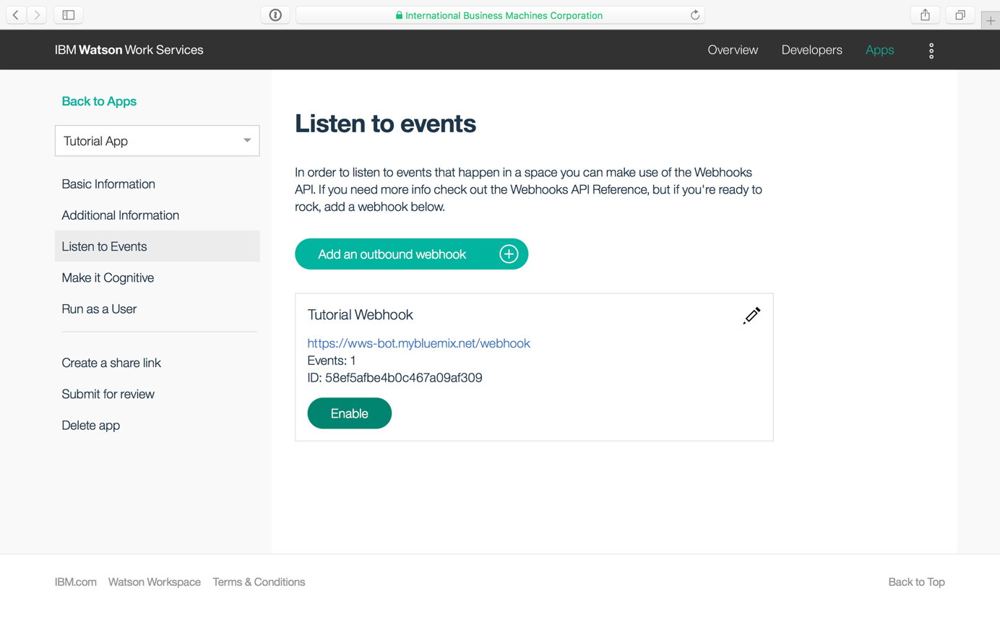 International Business Machines Corporation
IBM Watson Work Services
Overview
Developers
Apps
Back to Apps
Tutorial App
Basic Information
Additional Information
Listen to Events
Make it Cognitive
Run as a User
Create a share link
Submit for review
Delete app
Listen to events
In order to listen to events that happen in a space you can make use of the Webhooks
API. If you need more info check out the Webhooks API Reference, but if you're ready to
rock, add a webhook below.
Add an outbound webhook
Tutorial Webhook
https://wws-bot.mybluemix.net/webhook
Events: 1
ID: 58ef5afbe4b0c467a09af309
Enable
IBM.com
Watson Workspace
Terms & Conditions
Back to Top